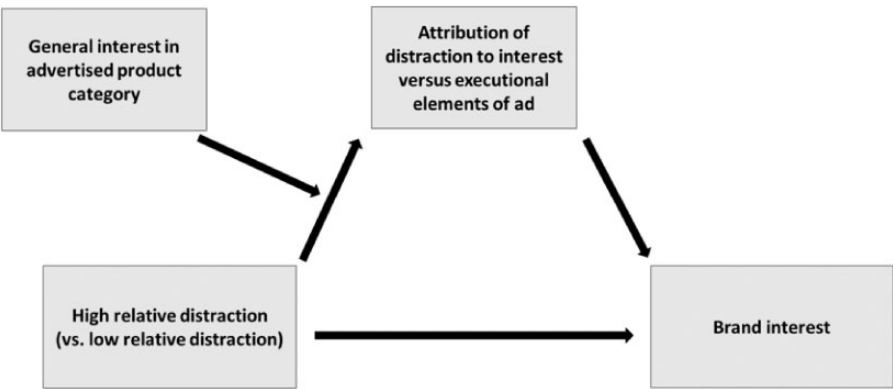 General interest in
advertised product
category
Attribution of
distraction to interest
versus executional
elements of ad
High relative distraction
(vs. low relative distraction)
Brand interest